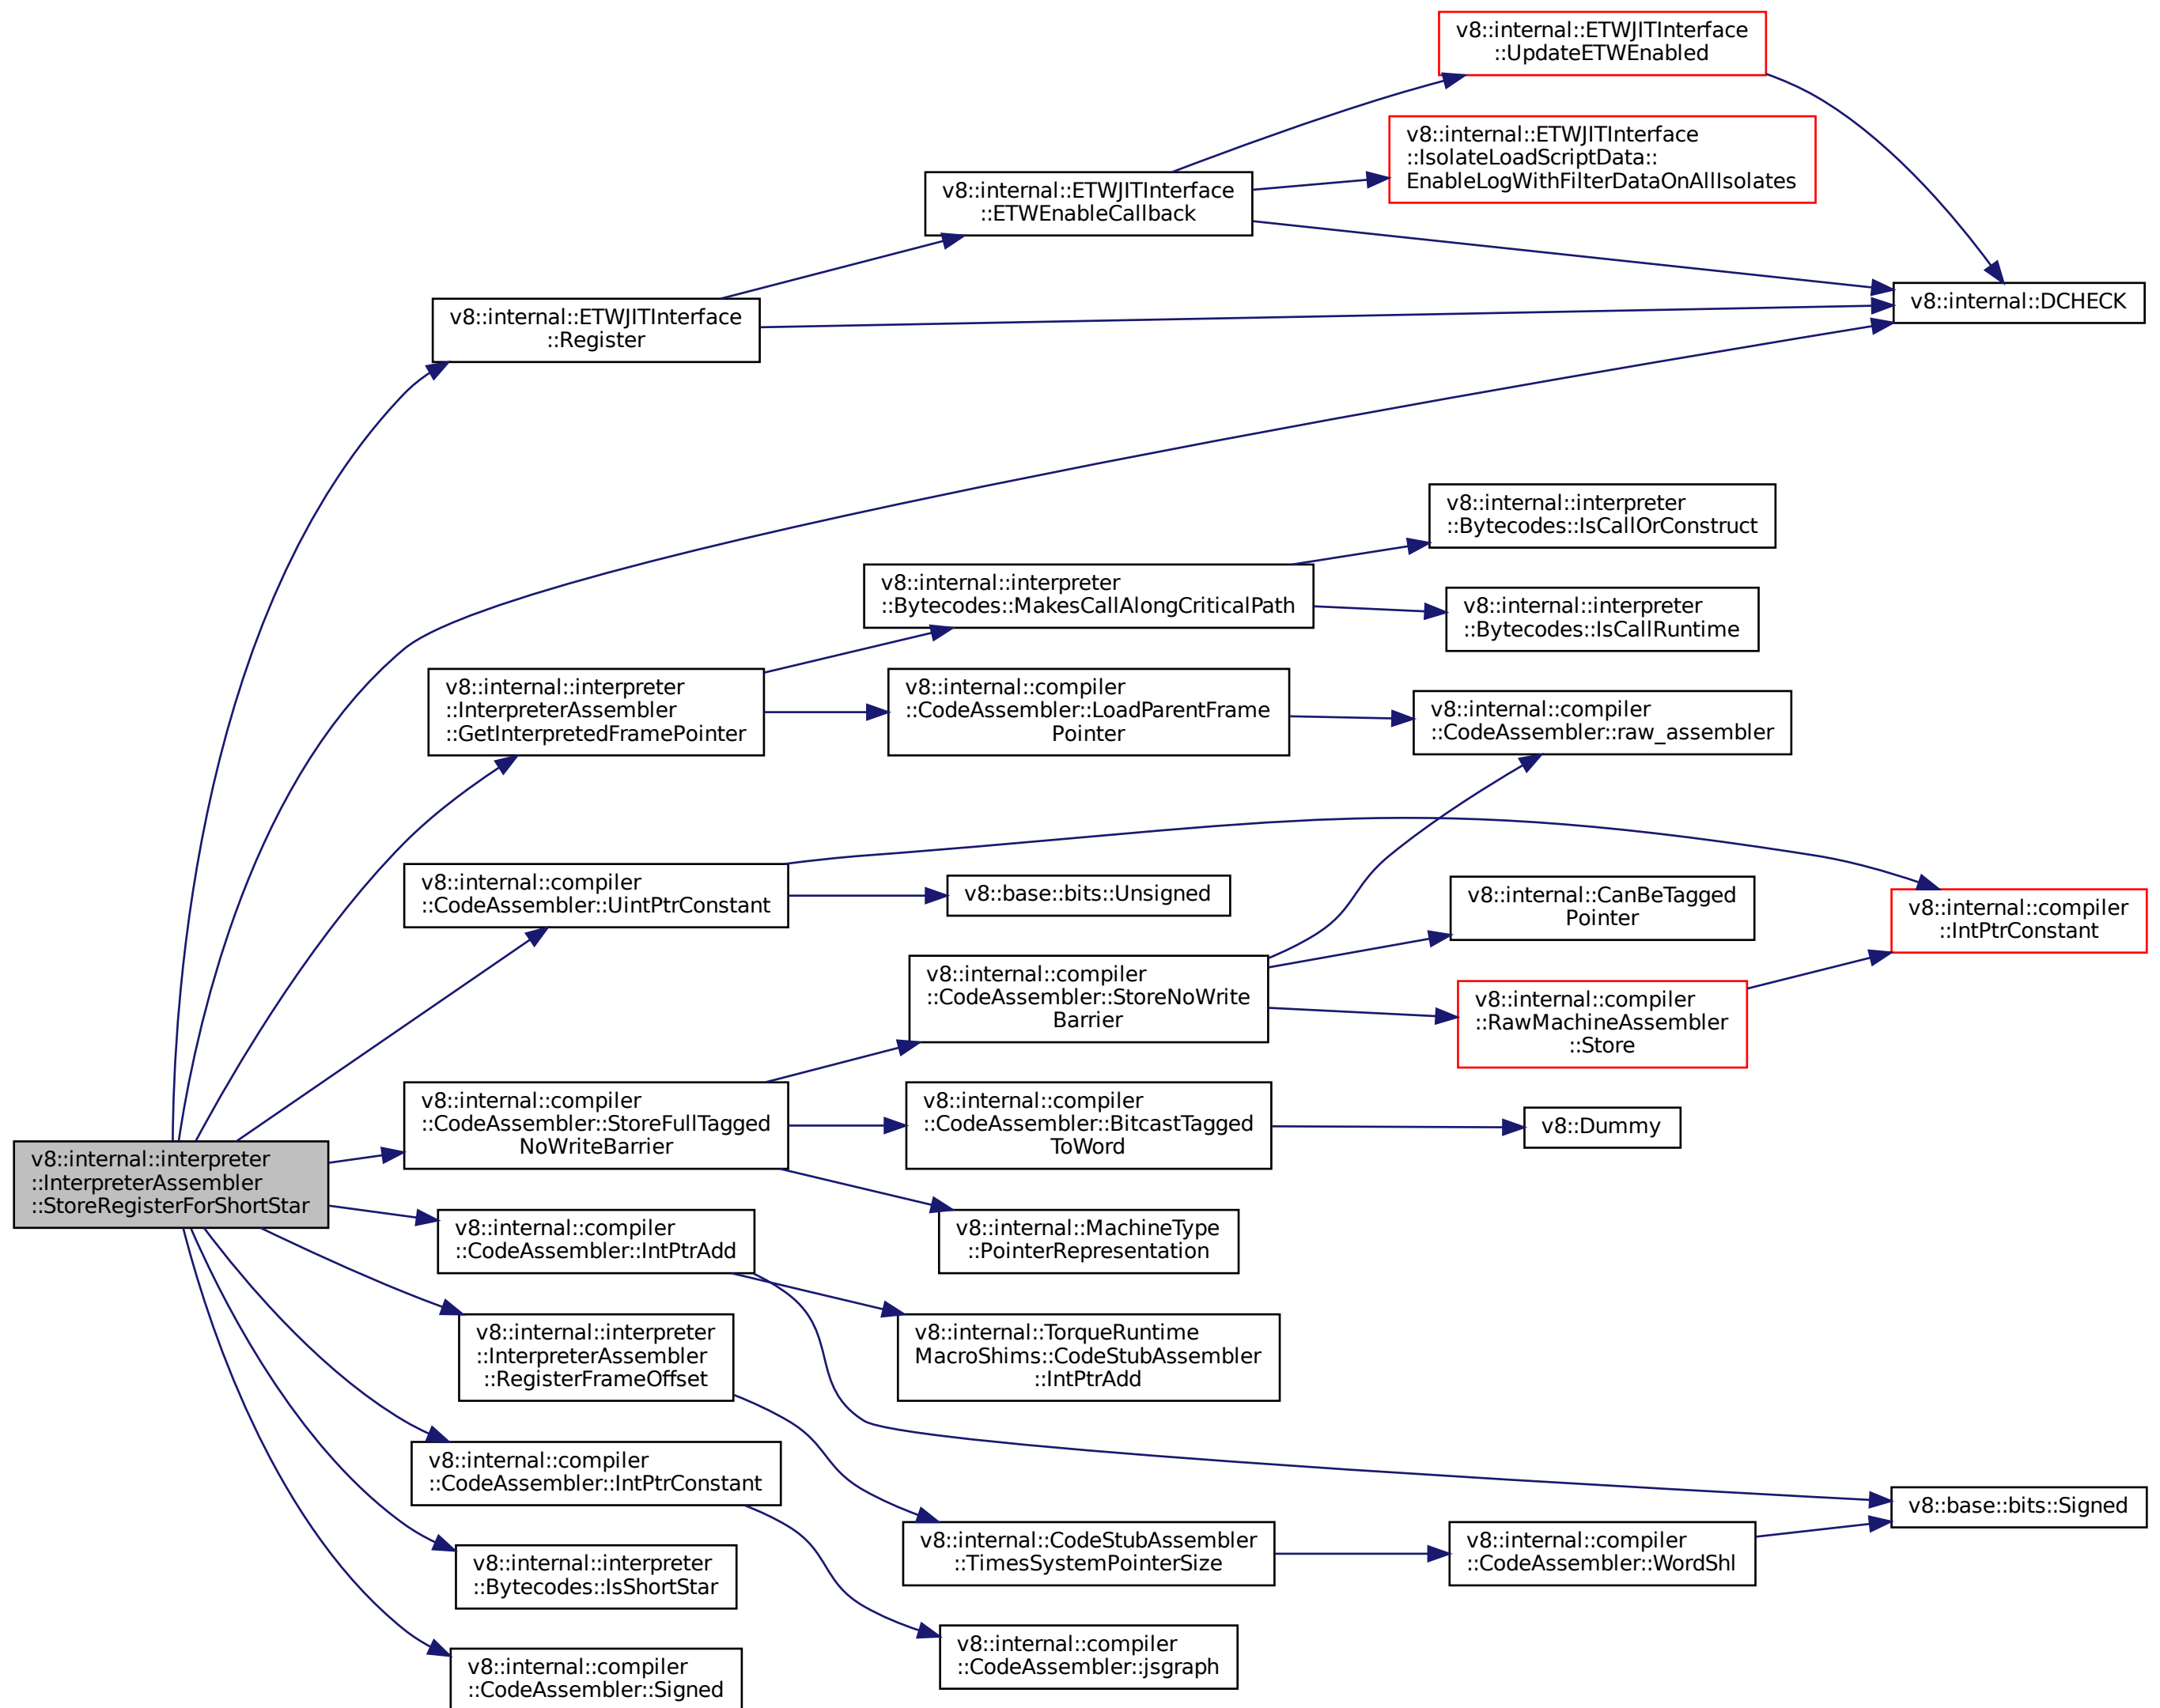 v8::internal::ETWJITInterface
::UpdateETWEnabled
v8::internal::ETWJITInterface
::IsolateLoadScriptData::
EnableLogWithFilterDataOnAllIsolates
v8::internal::ETWJITInterface
::ETWEnableCallback
v8::internal::DCHECK
v8::internal::ETWJITInterface
::Register
v8::internal::interpreter
::Bytecodes::IsCallOrConstruct
v8::internal::interpreter
::Bytecodes::MakesCallAlongCriticalPath
v8::internal::interpreter
::Bytecodes::IsCallRuntime
v8::internal::interpreter
::InterpreterAssembler
::GetInterpretedFramePointer
v8::internal::compiler
::CodeAssembler::LoadParentFrame
Pointer
v8::internal::compiler
::CodeAssembler::raw_assembler
v8::internal::compiler
::CodeAssembler::UintPtrConstant
v8::base::bits::Unsigned
v8::internal::CanBeTagged
Pointer
v8::internal::compiler
::IntPtrConstant
v8::internal::compiler
::CodeAssembler::StoreNoWrite
Barrier
v8::internal::compiler
::RawMachineAssembler
::Store
v8::internal::compiler
::CodeAssembler::StoreFullTagged
NoWriteBarrier
v8::internal::compiler
::CodeAssembler::BitcastTagged
ToWord
v8::Dummy
v8::internal::interpreter
::InterpreterAssembler
::StoreRegisterForShortStar
v8::internal::compiler
::CodeAssembler::IntPtrAdd
v8::internal::MachineType
::PointerRepresentation
v8::internal::interpreter
::InterpreterAssembler
::RegisterFrameOffset
v8::internal::TorqueRuntime
MacroShims::CodeStubAssembler
::IntPtrAdd
v8::internal::compiler
::CodeAssembler::IntPtrConstant
v8::base::bits::Signed
v8::internal::CodeStubAssembler
::TimesSystemPointerSize
v8::internal::compiler
::CodeAssembler::WordShl
v8::internal::interpreter
::Bytecodes::IsShortStar
v8::internal::compiler
::CodeAssembler::jsgraph
v8::internal::compiler
::CodeAssembler::Signed